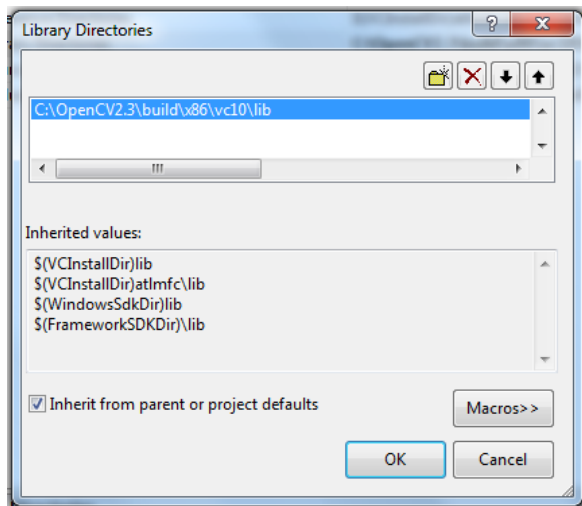 Library Directories
C:\OpenCV2.3\build\x86\vc10\lib
Inherited values:
$(VCInstallDir)lib
$(VCInstallDir)atlmfc\lib
$(WindowsSdkDir)lib
$(FrameworkSDKDir)\lib
Inherit from parent or project defaults
Macros>>
OK
Cancel